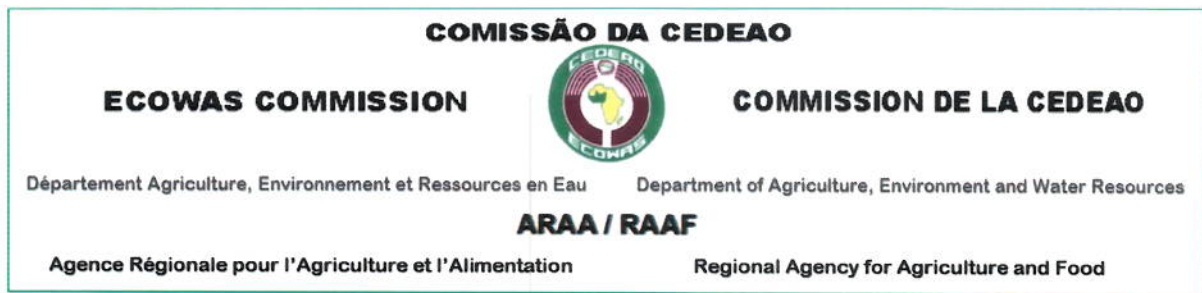 COMISSÃO DA CEDEAO
CEDEAO
ECOWAS COMMISSION
COMMISSION DE LA CEDEAO
ECOWAS
Département Agriculture, Environnement et Ressources en Eau
Department of Agriculture, Environment and Water Resources
ARAA / RAAF
Agence Régionale pour l'Agriculture et l'Alimentation
Regional Agency for Agriculture and Food